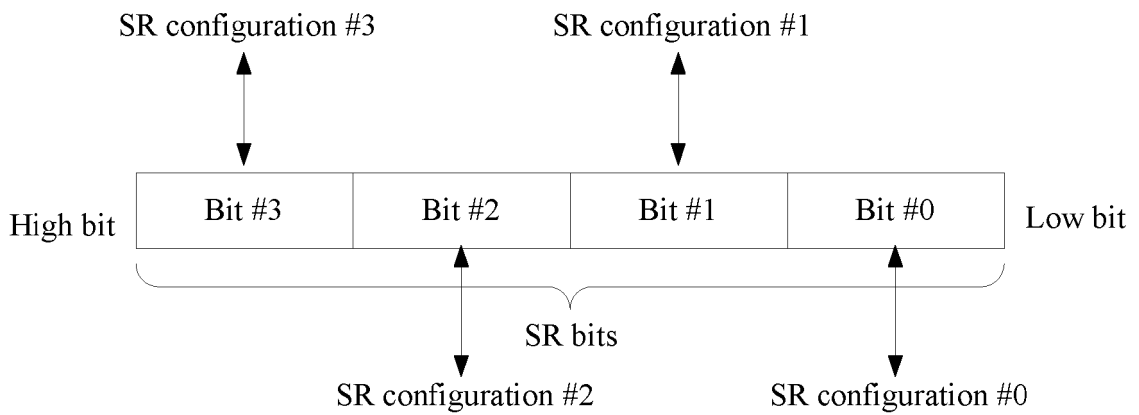 SR configuration #3
SR configuration #1
High bit
Bit #3
Bit #2
Bit #1
Bit #0
Low bit
SR bits
SR configuration #2
SR configuration #0